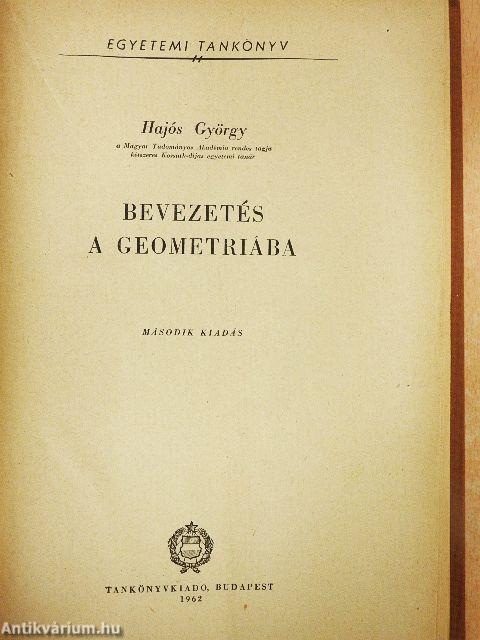 EGYETEMI TANKÖNYV
Hajós György
a Magyar Tudományos Akadémia rendes tagja
kétszeres Kossuth-díjas egyetemi tanár
BEVEZETÉS
A GEOMETRIÁBA
MÁSODIK KIADÁS
TANKÖNYVKIADÓ, BUDAPEST
1962
Antikvárium.hu